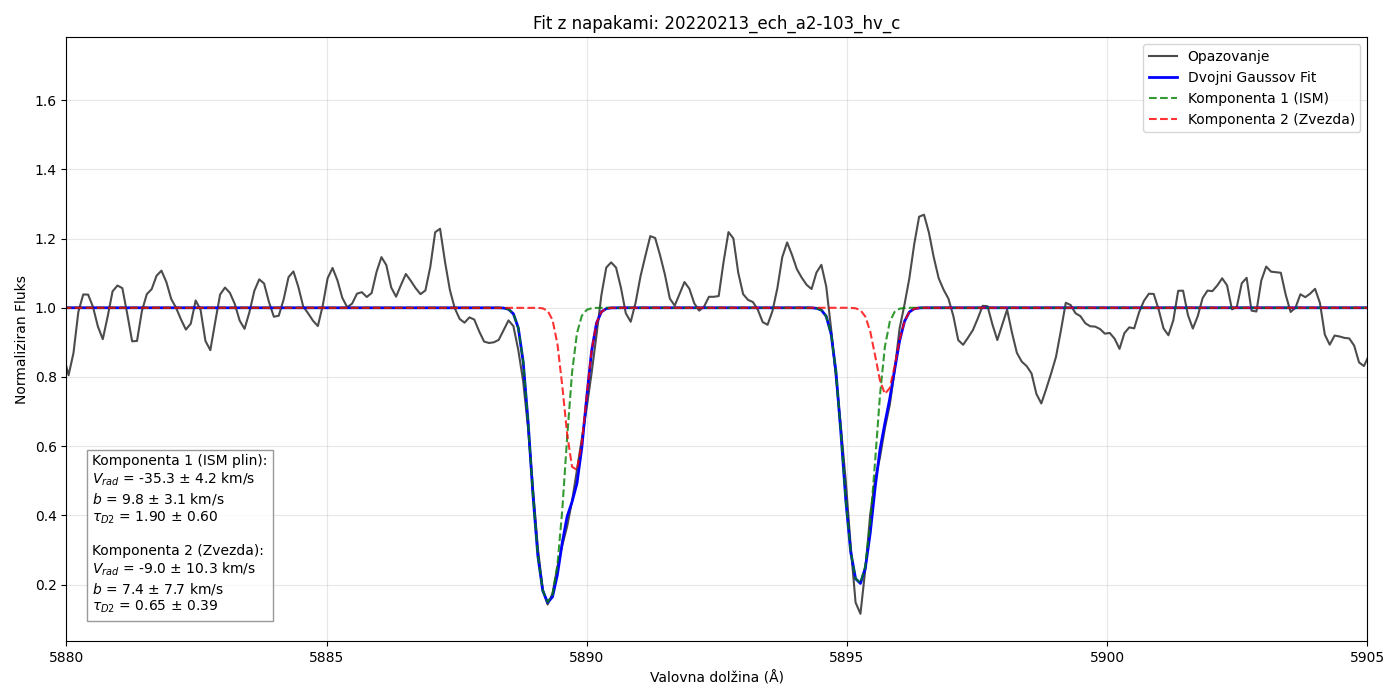 Fit z napakami: 20220213_ech_a2-103_hv_c
Opazovanje
Dvojni Gaussov Fit
Komponenta 1 (ISM)
Komponenta 2 (Zvezda)
Normaliziran Fluks
1.6
1.4
1.2
1.0
0.8
0.6
0.4
0.2
Komponenta 1 (ISM plin):
V_rad = -35.3 ± 4.2 km/s
b = 9.8 ± 3.1 km/s
τ_D2 = 1.90 ± 0.60
Komponenta 2 (Zvezda):
V_rad = -9.0 ± 10.3 km/s
b = 7.4 ± 7.7 km/s
τ_D2 = 0.65 ± 0.39
5880 5885 5890 5895 5900 5905
Valovna dolžina (Å)